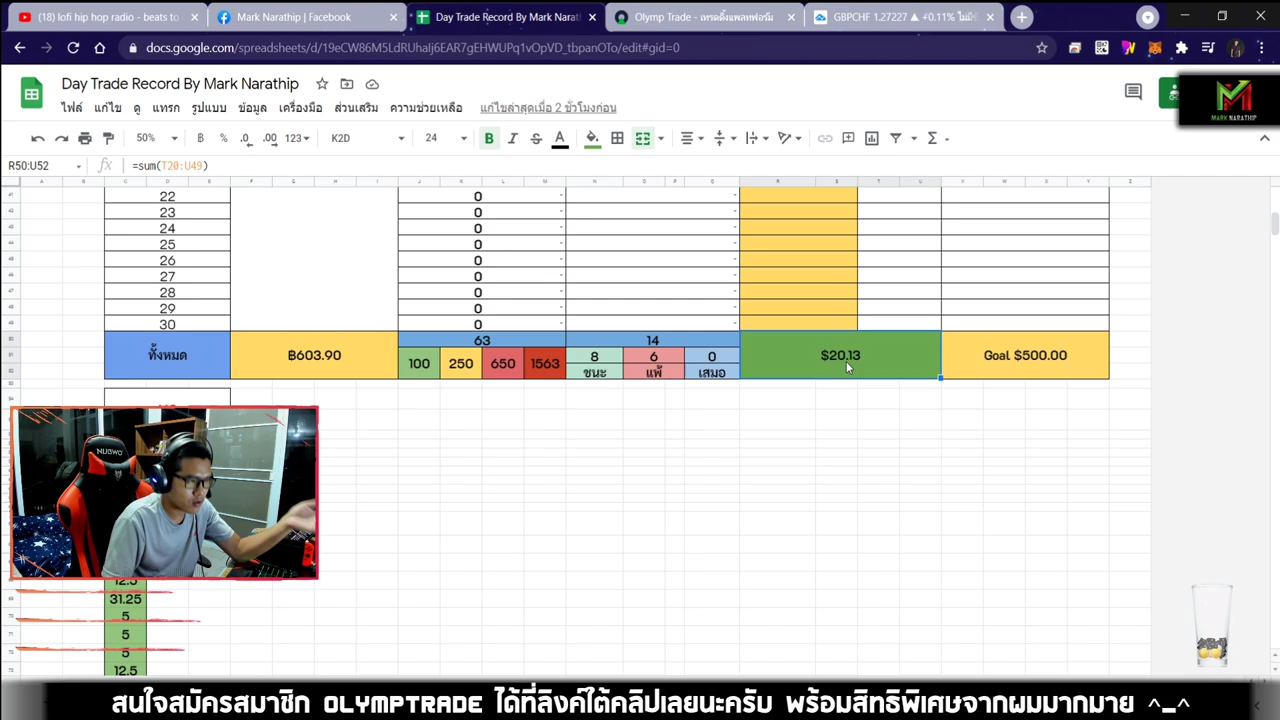 (18) lofi hip hop radio - beats to
Mark Narathip | Facebook
Day Trade Record By Mark Narat
Olymp Trade - เทรดดิ้งแพลทฟอร์ม
GBPCHF 1.27227 ▲ +0.11% ไม่มี
docs.google.com/spreadsheets/d/19eCW86M5LdRUhalj6EAR7gEHWUPq1vOpVD_tbpanOTo/edit#gid=0
Day Trade Record By Mark Narathip
ไฟล์ แก้ไข ดู แทรก รูปแบบ ข้อมูล เครื่องมือ ส่วนเสริม ความช่วยเหลือ แก้ไขล่าสุดเมื่อ 2 ชั่วโมงก่อน
MARK NARATHIP
50% ฿ % .0 .00 123 K2D 24 B I S A Σ
R50:U52 fx =sum(T20:U49)
A B C D E F G H I J K L M N O P Q R S T U V W X Y Z
22 0 - -
23 0 - -
24 0 - -
25 0 - -
26 0 - -
27 0 - -
28 0 - -
29 0 - -
30 0 - -
ทั้งหมด ฿603.90 63 14 $20.13 Goal $500.00
100 250 650 1563 8 6 0
ชนะ แพ้ เสมอ
NUBWO
12.5
31.25
5
5
5
12.5
สนใจสมัครสมาชิก OLYMPTRADE ได้ที่ลิงค์ใต้คลิปเลยนะครับ พร้อมสิทธิพิเศษจากผมมากมาย ^_^